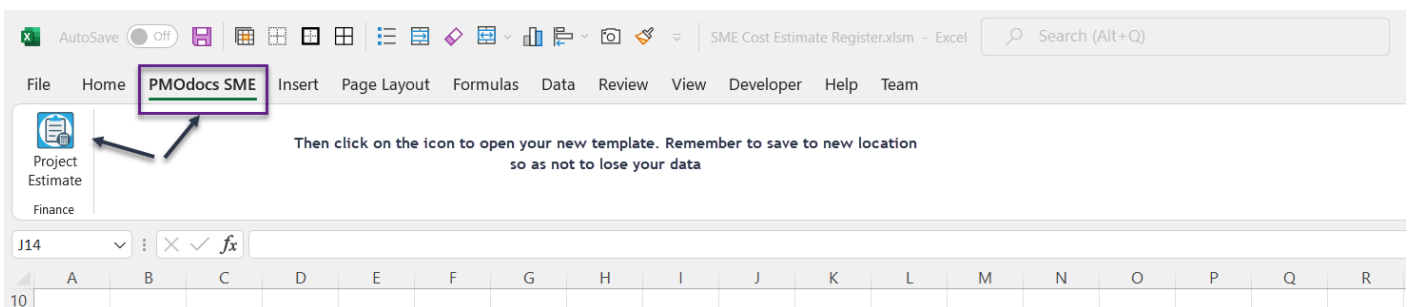 AutoSave Off SME Cost Estimate Register.xlsm - Excel Search (Alt+Q)
File Home PMOdocs SME Insert Page Layout Formulas Data Review View Developer Help Team
Then click on the icon to open your new template. Remember to save to new location
so as not to lose your data
Project
Estimate
Finance
J14 fx
A B C D E F G H I J K L M N O P Q R
10